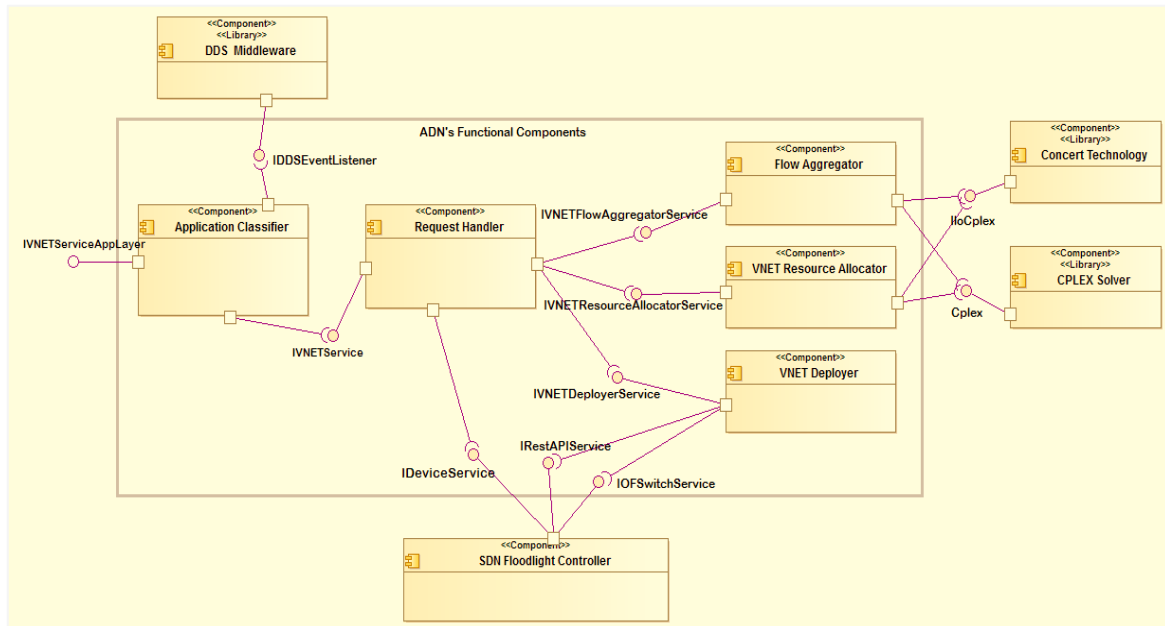 <<Component>>
<<Library>>
DDS Middleware
ADN's Functional Components
IDDSEventListener
<<Component>>
<<Library>>
Concert Technology
<<Component>>
Flow Aggregator
<<Component>>
Application Classifier
<<Component>>
Request Handler
IVNETFlowAggregatorService
IloCplex
IVNETServiceAppLayer
<<Component>>
VNET Resource Allocator
<<Component>>
<<Library>>
CPLEX Solver
IVNETResourceAllocatorService
Cplex
IVNETService
<<Component>>
VNET Deployer
IVNETDeployerService
IRestAPIService
IDeviceService
IOFSwitchService
<<Component>>
SDN Floodlight Controller